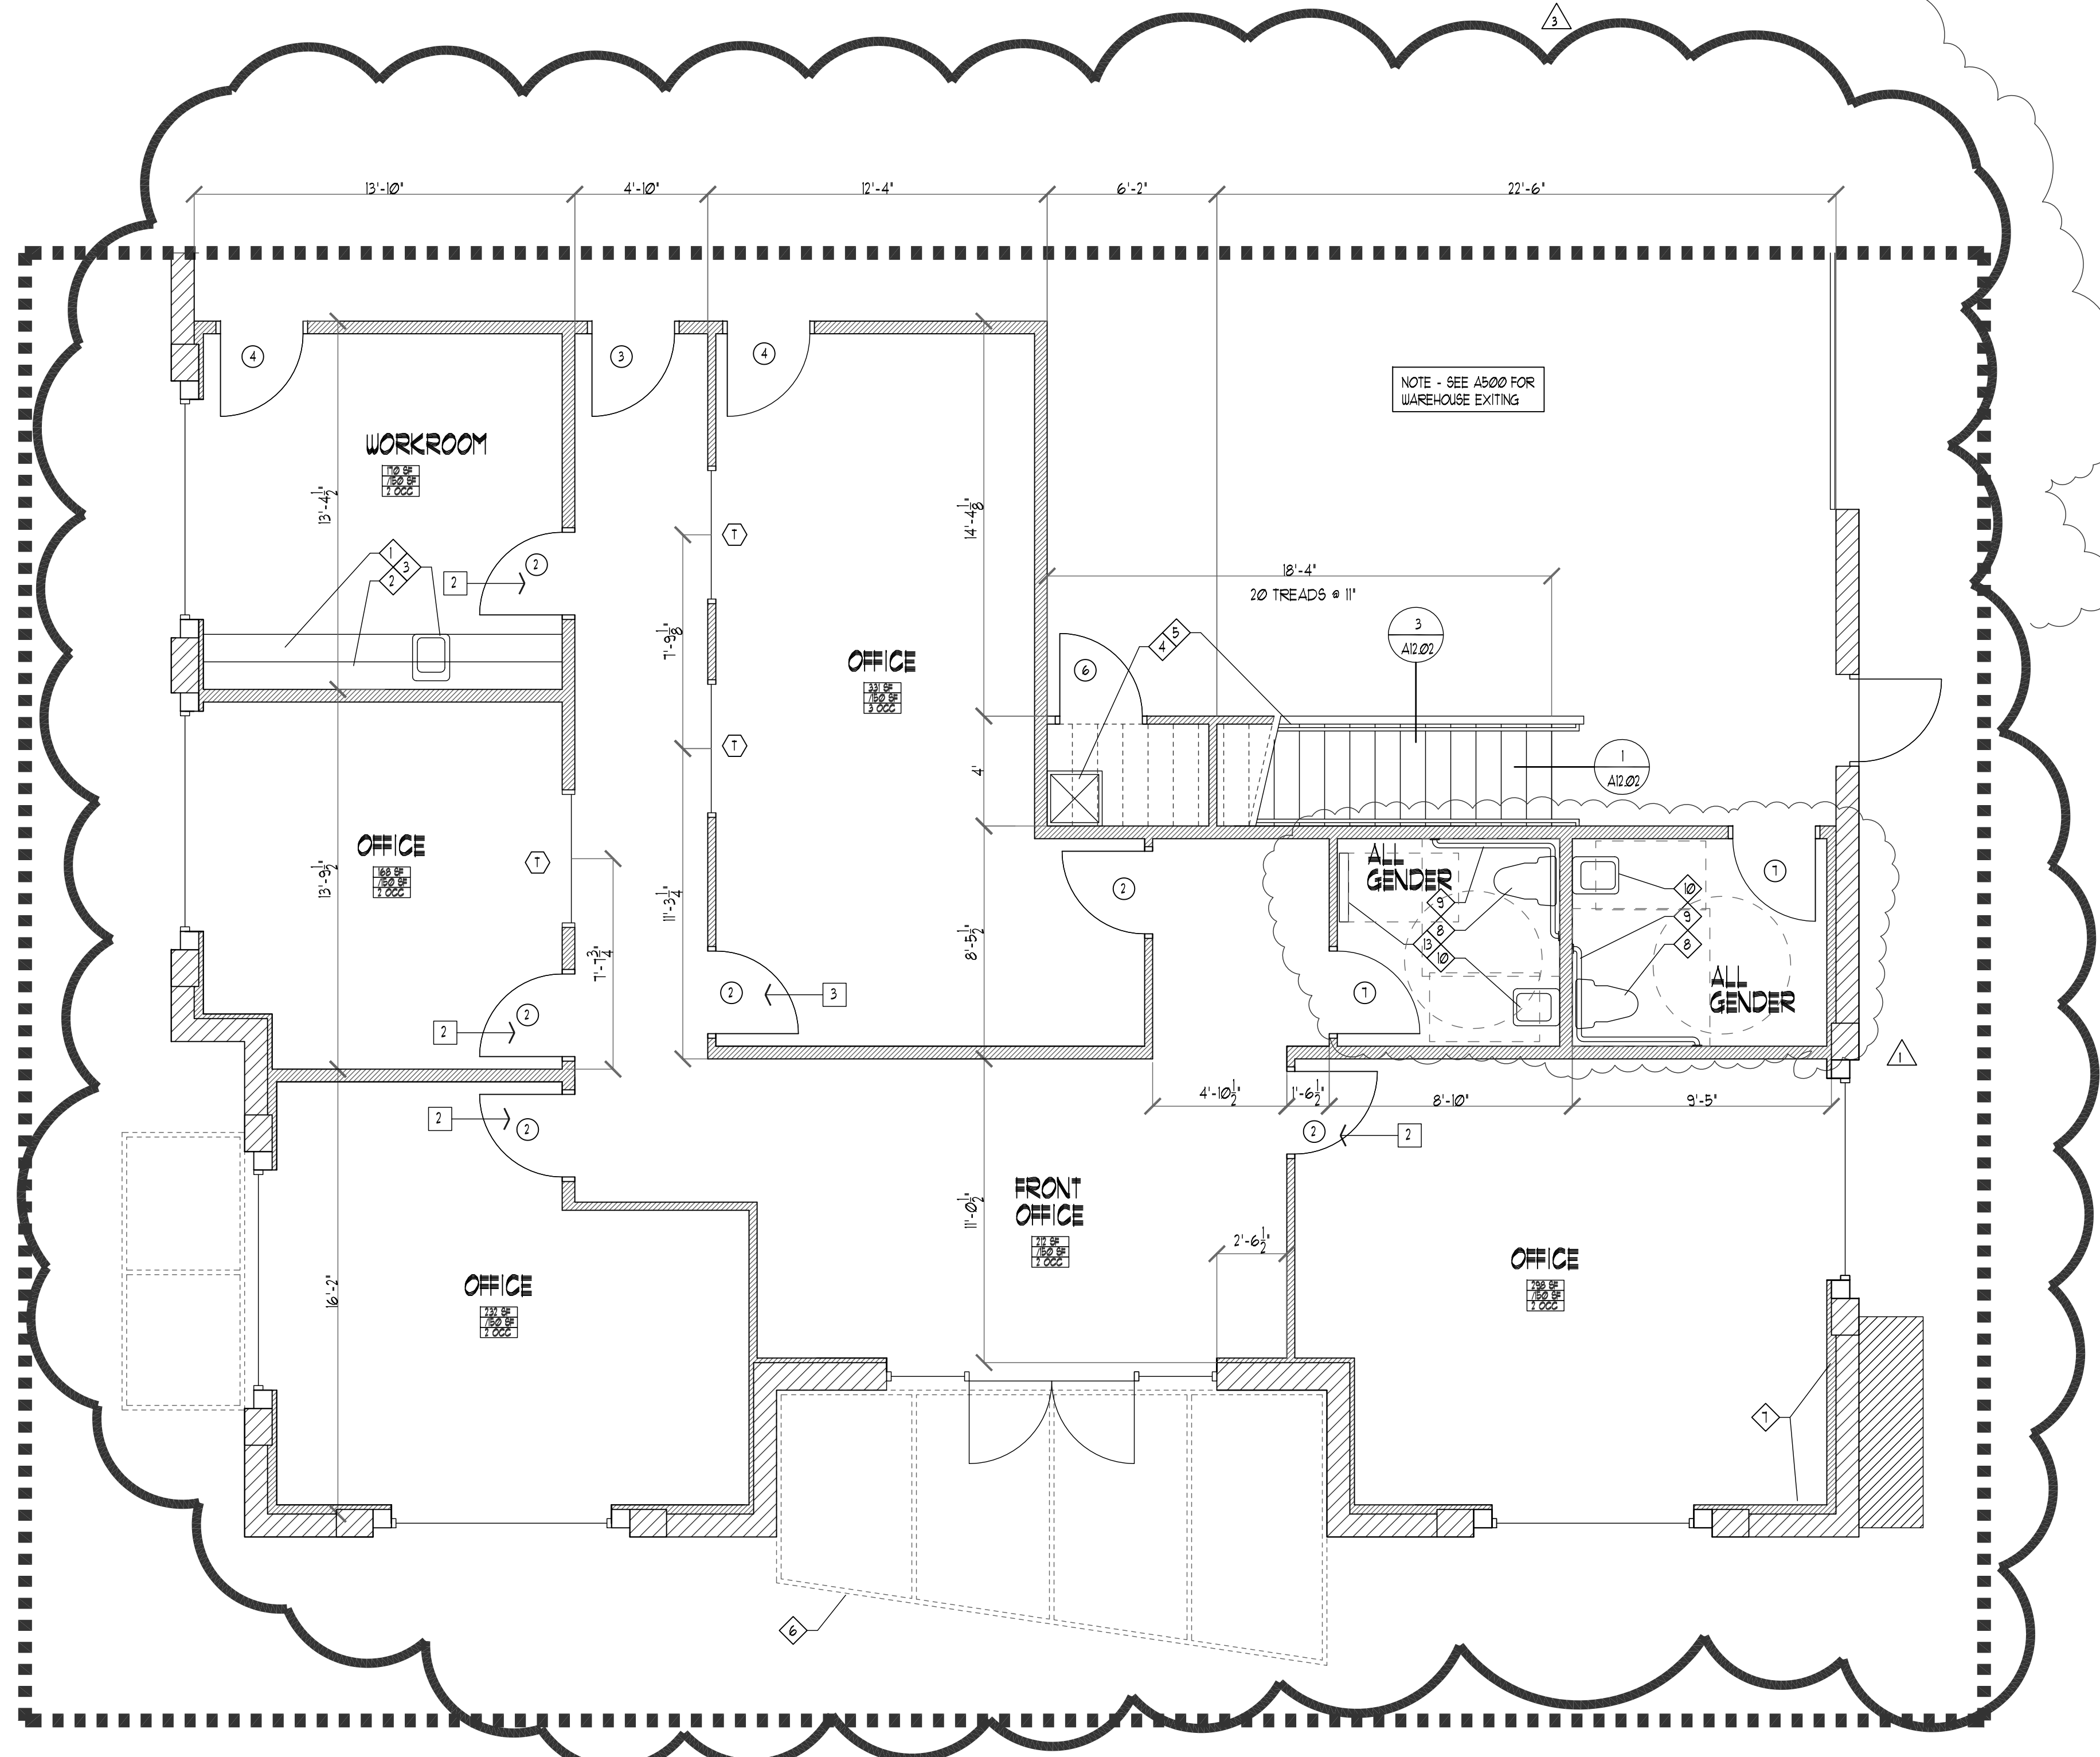 3
13'-10" 4'-10" 12'-4" 6'-2" 22'-6"
4 3 4
NOTE - SEE A500 FOR
WAREHOUSE EXITING
WORKROOM
170 SF
/150 SF
2 OCC
13'-4 1/2"
14'-4 1/8"
T
1
3
2
2
2
18'-4"
20 TREADS @ 11"
3
A12.02
5
4
6
7'-9 1/8"
OFFICE
331 SF
/150 SF
3 OCC
T
4'
1
A12.02
OFFICE
168 SF
/150 SF
2 OCC
T
13'-9 1/2"
11'-3 1/4"
7'-7 3/4"
8'-5 1/2"
2
ALL
GENDER
9
8
13
10
10
9
8
7
ALL
GENDER
2
2
2
3
7
1
4'-10 1/2" 1'-6 1/2" 8'-10" 9'-5"
2
2
2
2
FRONT
OFFICE
212 SF
/150 SF
2 OCC
11'-0 1/2"
2'-6 1/2"
OFFICE
298 SF
/150 SF
2 OCC
16'-2"
OFFICE
232 SF
/150 SF
2 OCC
7
6